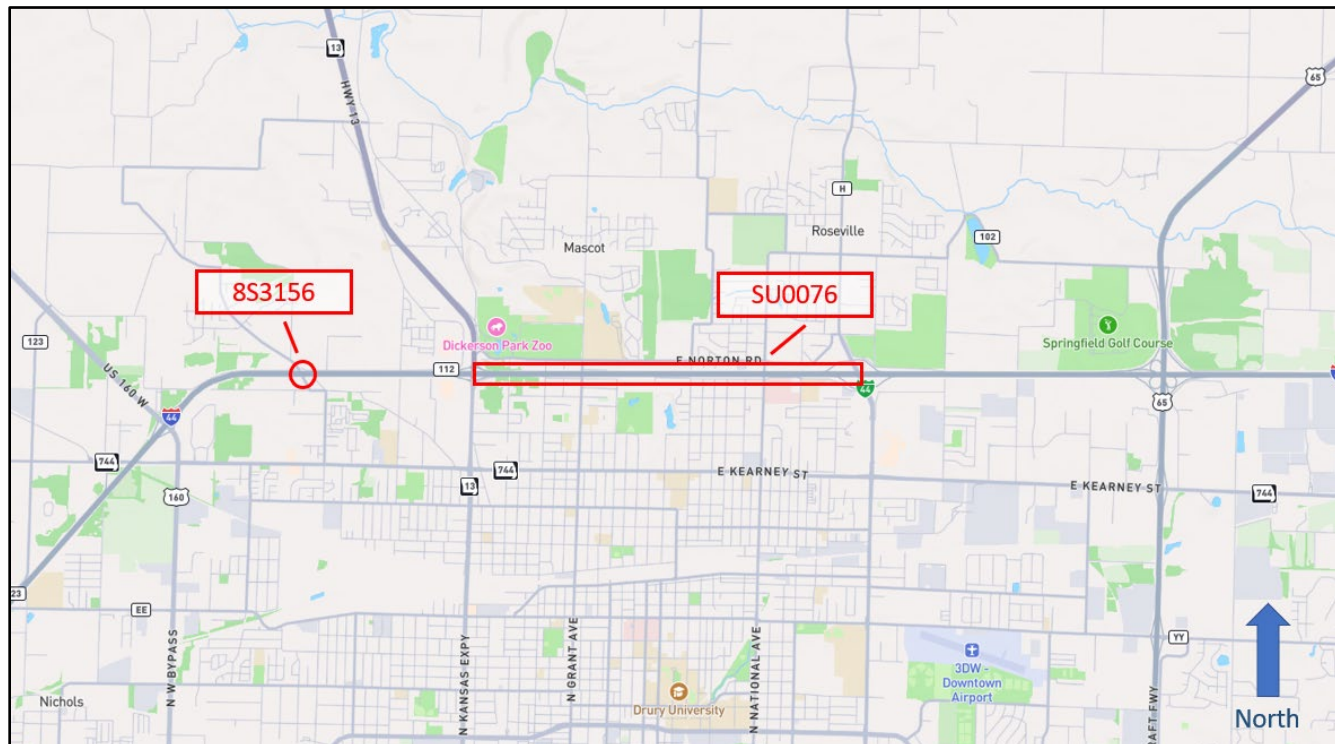 13
HWY 13
65
H
Roseville
Mascot
102
8S3156
SU0076
123
Dickerson Park Zoo
Springfield Golf Course
E NORTON RD
112
US 160 W
44
44
65
744
744
E KEARNEY ST
E KEARNEY ST
744
160
13
EE
YY
N W BYPASS
N KANSAS EXPY
N GRANT AVE
N NATIONAL AVE
3DW -
Downtown
Airport
Nichols
Drury University
North